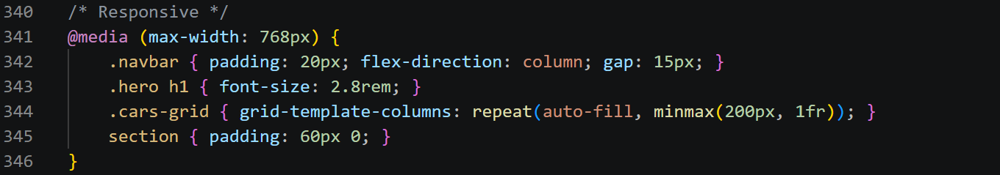 340 /* Responsive */
341 @media (max-width: 768px) {
342 .navbar { padding: 20px; flex-direction: column; gap: 15px; }
343 .hero h1 { font-size: 2.8rem; }
344 .cars-grid { grid-template-columns: repeat(auto-fill, minmax(200px, 1fr)); }
345 section { padding: 60px 0; }
346 }